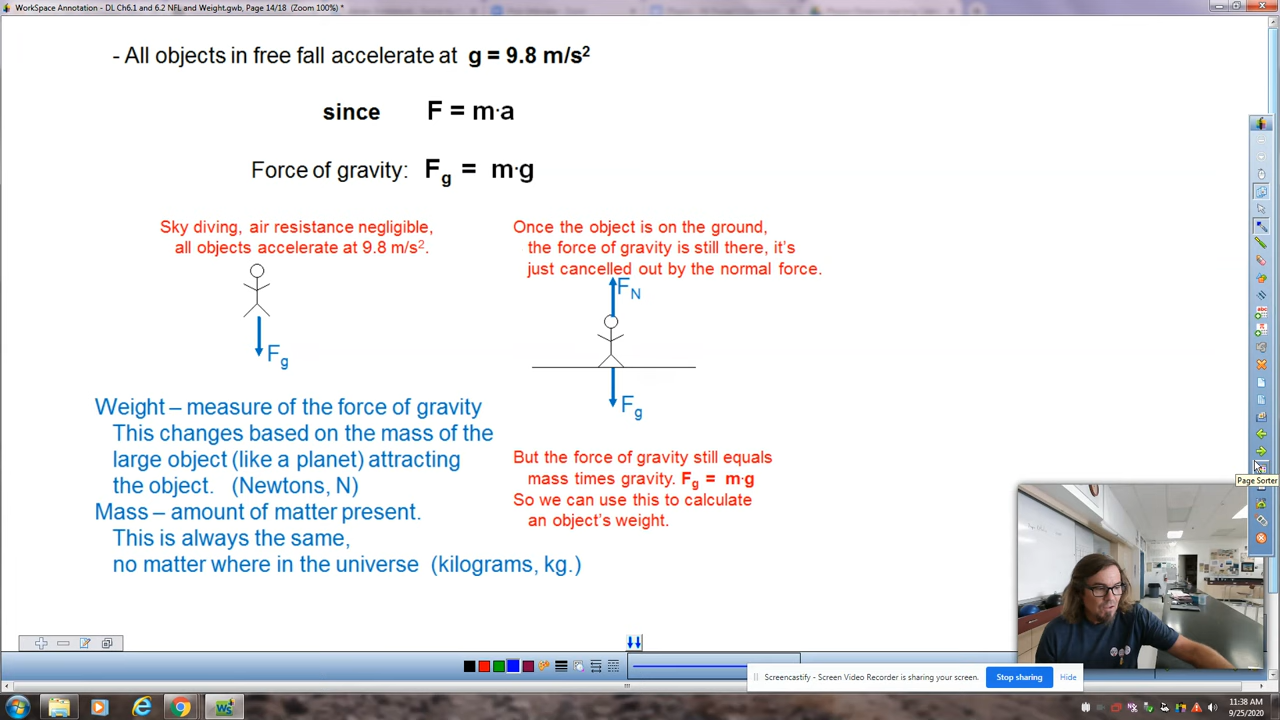 WorkSpace Annotation - DL Ch6.1 and 6.2 NFL and Weight.gwb, Page 14/18 (Zoom 100%) *
- All objects in free fall accelerate at g = 9.8 m/s²
since F = m·a
Force of gravity: Fg = m·g
Sky diving, air resistance negligible,
all objects accelerate at 9.8 m/s².
Once the object is on the ground,
the force of gravity is still there, it's
just cancelled out by the normal force.
FN
Fg
Fg
Weight – measure of the force of gravity
This changes based on the mass of the
large object (like a planet) attracting
the object. (Newtons, N)
Mass – amount of matter present.
This is always the same,
no matter where in the universe (kilograms, kg.)
But the force of gravity still equals
mass times gravity. Fg = m·g
So we can use this to calculate
an object's weight.
Page Sorter
Screencastify - Screen Video Recorder is sharing your screen.
Stop sharing
Hide
11:38 AM
9/25/2020